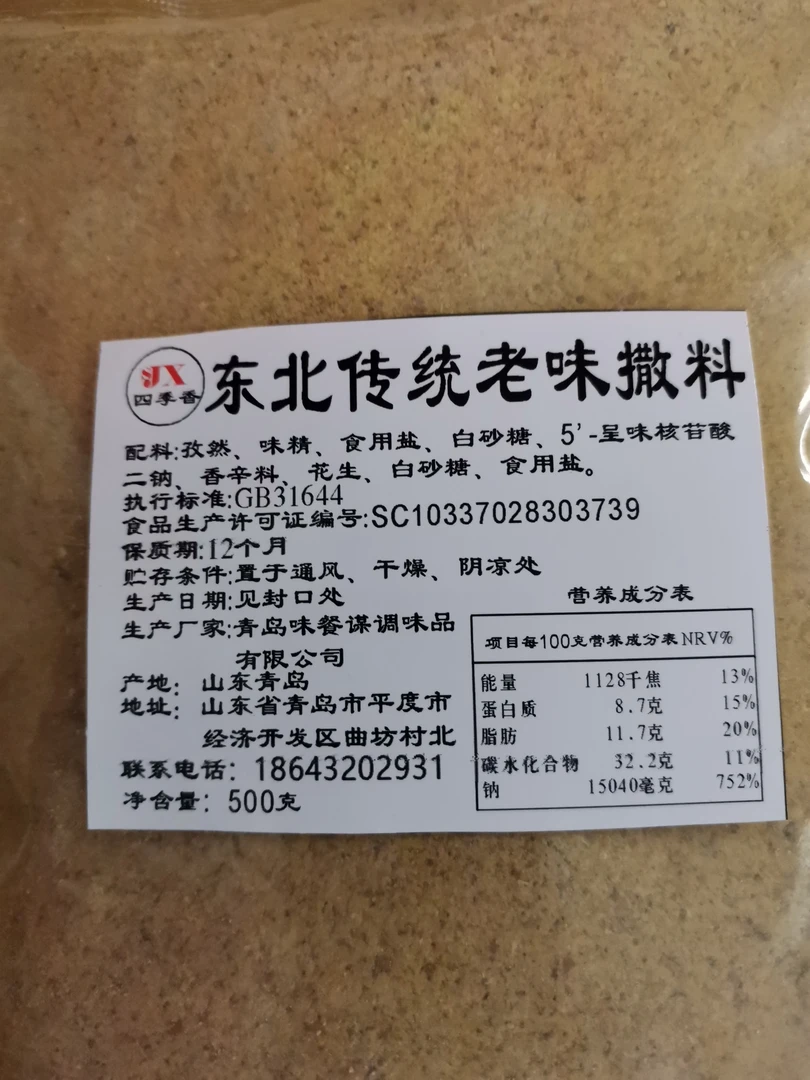 JX
四季香
东北传统老味撒料
配料:孜然、味精、食用盐、白砂糖、5'-呈味核苷酸
二钠、香辛料、花生、白砂糖、食用盐。
执行标准:GB31644
食品生产许可证编号:SC10337028303739
保质期:12个月
贮存条件:置于通风、干燥、阴凉处
生产日期:见封口处
生产厂家:青岛味餐谋调味品
有限公司
产地：山东青岛
地址：山东省青岛市平度市
经济开发区曲坊村北
联系电话：18643202931
净含量：500克
营养成分表
项目每100克营养成分表NRV%
能量 1128千焦 13%
蛋白质 8.7克 15%
脂肪 11.7克 20%
碳水化合物 32.2克 11%
钠 15040毫克 752%